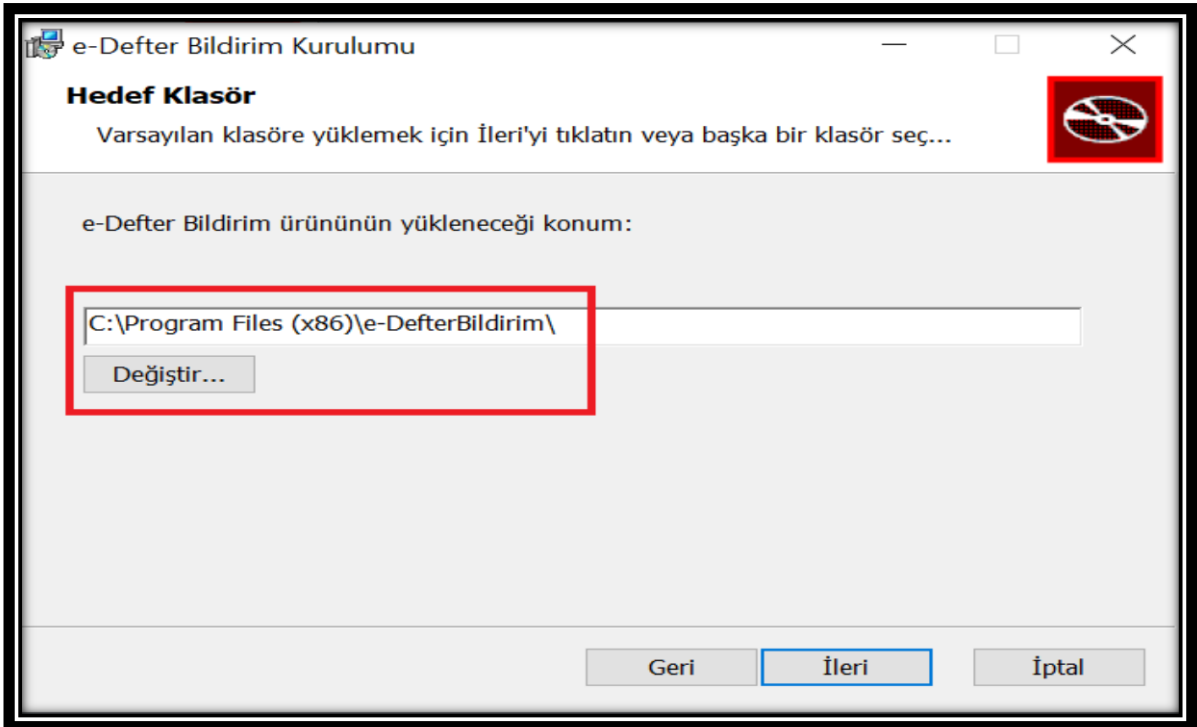 e-Defter Bildirim Kurulumu
Hedef Klasör
Varsayılan klasöre yüklemek için İleri'yi tıklatın veya başka bir klasör seç...
e-Defter Bildirim ürününün yükleneceği konum:
C:\Program Files (x86)\e-DefterBildirim\
Değiştir...
Geri İleri İptal